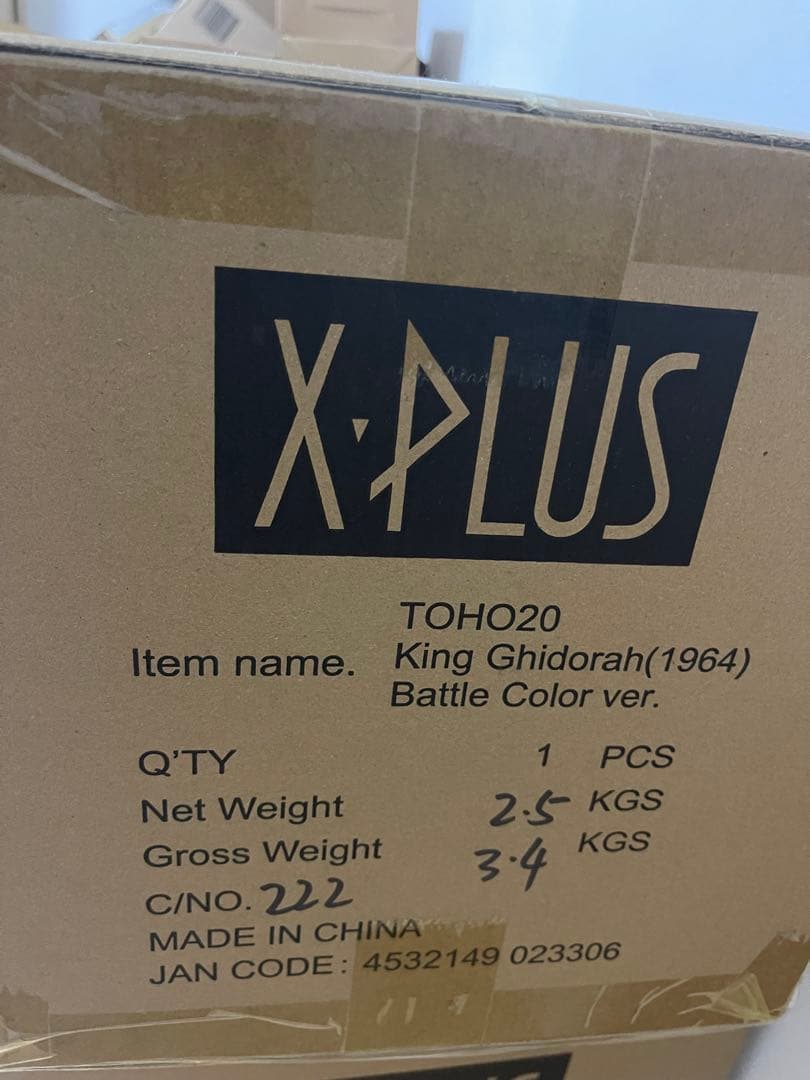 X·PLUS
TOHO20
Item name. King Ghidorah(1964)
Battle Color ver.
Q'TY 1 PCS
Net Weight 2.5 KGS
Gross Weight 3.4 KGS
C/NO. 222
MADE IN CHINA
JAN CODE: 4532149 023306